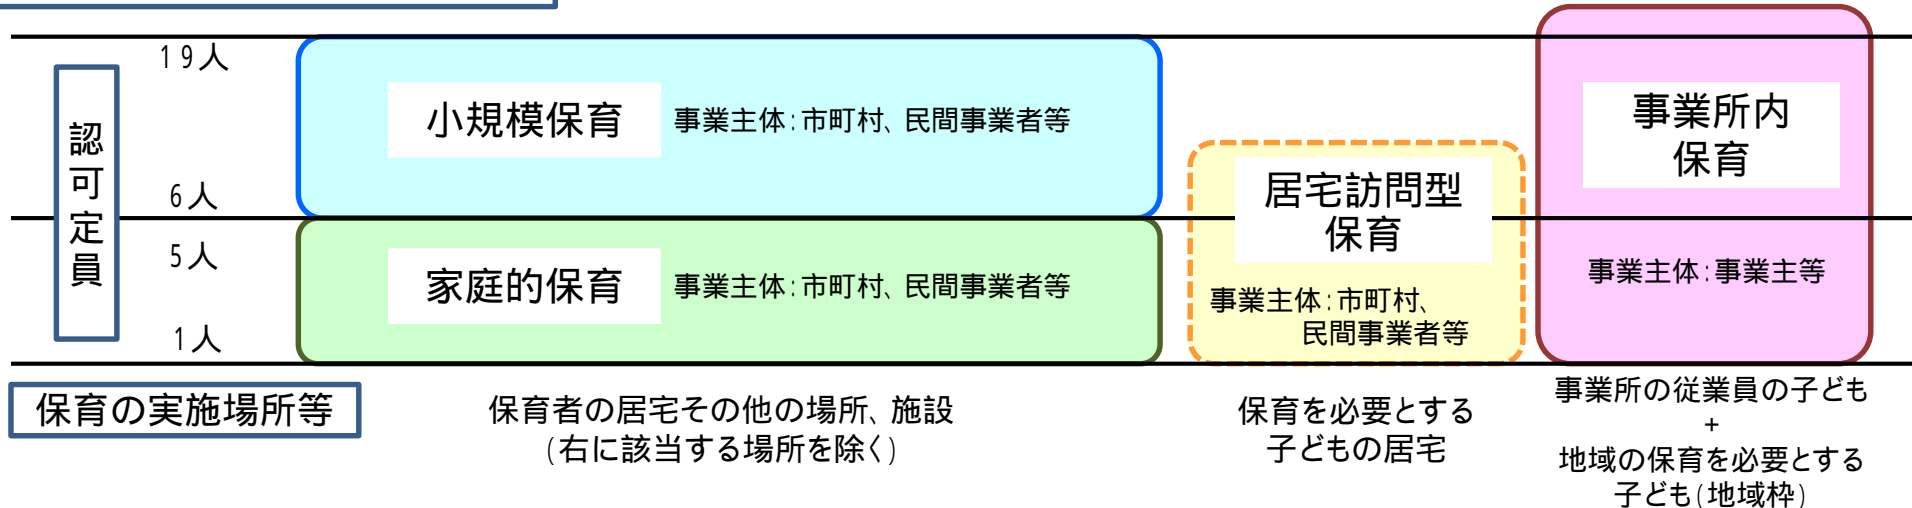 認可定員
19人
6人
5人
1人
小規模保育
事業主体:市町村、民間事業者等
家庭的保育
事業主体:市町村、民間事業者等
居宅訪問型
保育
事業主体:市町村、
民間事業者等
事業所内
保育
事業主体:事業主等
保育の実施場所等
保育者の居宅その他の場所、施設
(右に該当する場所を除く)
保育を必要とする
子どもの居宅
事業所の従業員の子ども
+
地域の保育を必要とする
子ども(地域枠)